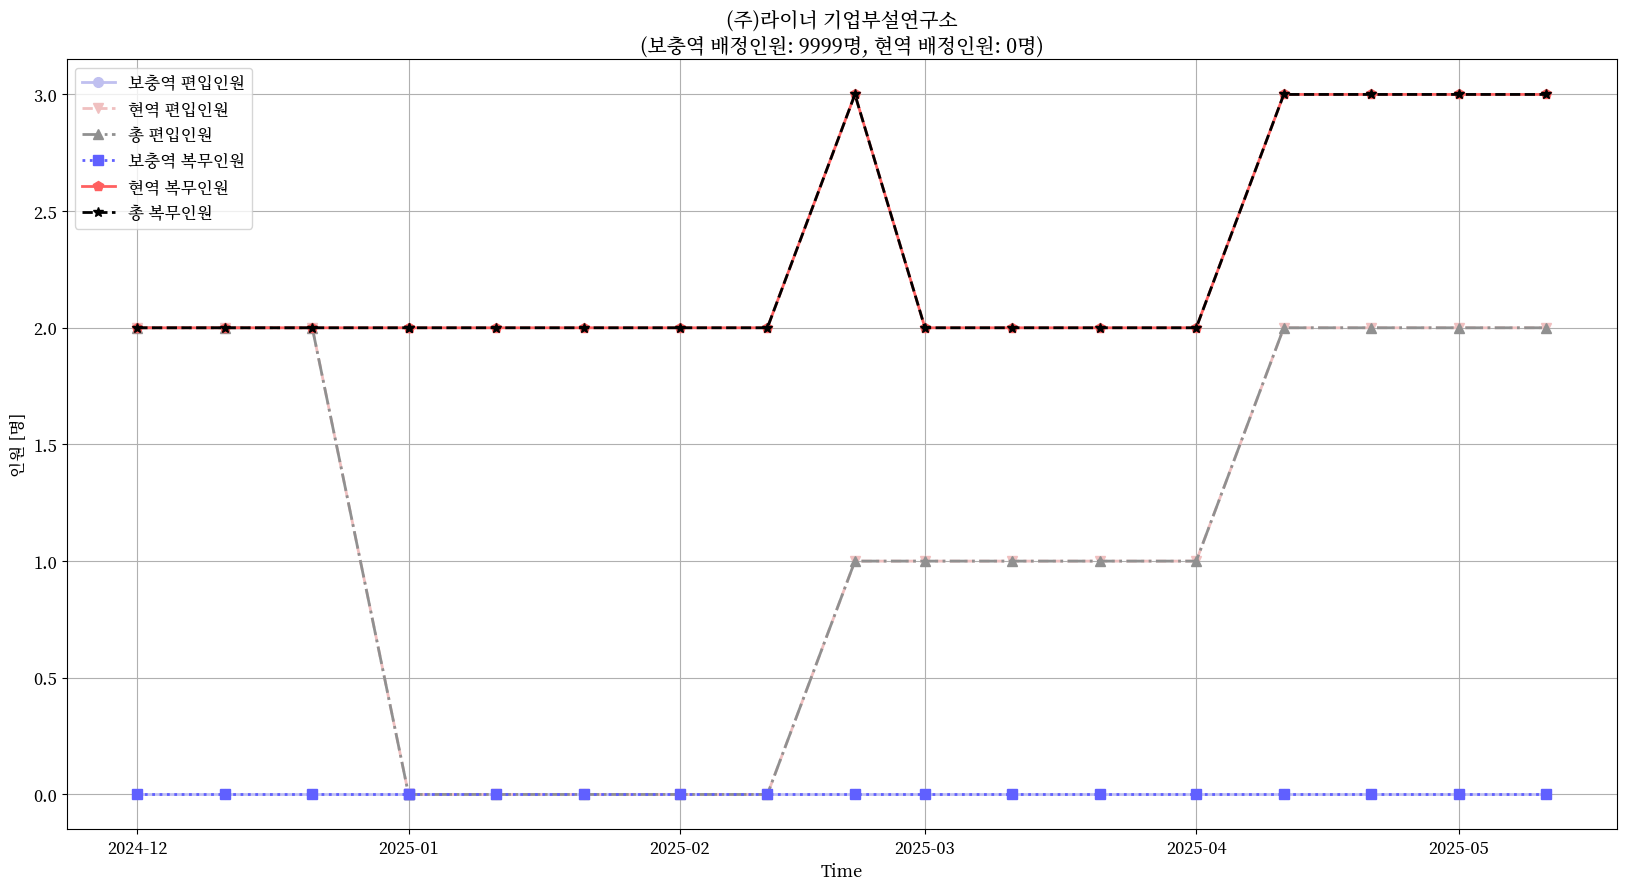 (주)라이너 기업부설연구소
(보충역 배정인원: 9999명, 현역 배정인원: 0명)
보충역 편입인원
현역 편입인원
총 편입인원
보충역 복무인원
현역 복무인원
총 복무인원
3.0
2.5
2.0
1.5
1.0
0.5
0.0
인원 [명]
2024-12
2025-01
2025-02
2025-03
2025-04
2025-05
Time